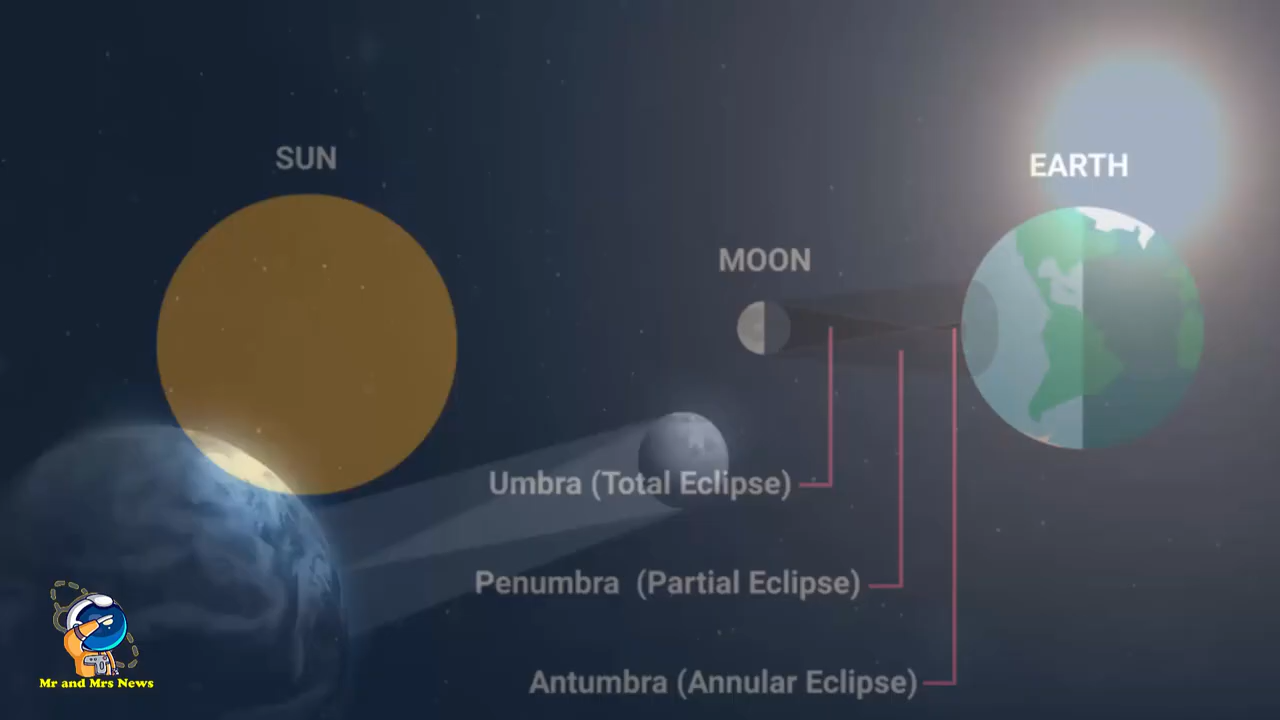 SUN
EARTH
MOON
Umbra (Total Eclipse)
Penumbra (Partial Eclipse)
Antumbra (Annular Eclipse)
Mr and Mrs News